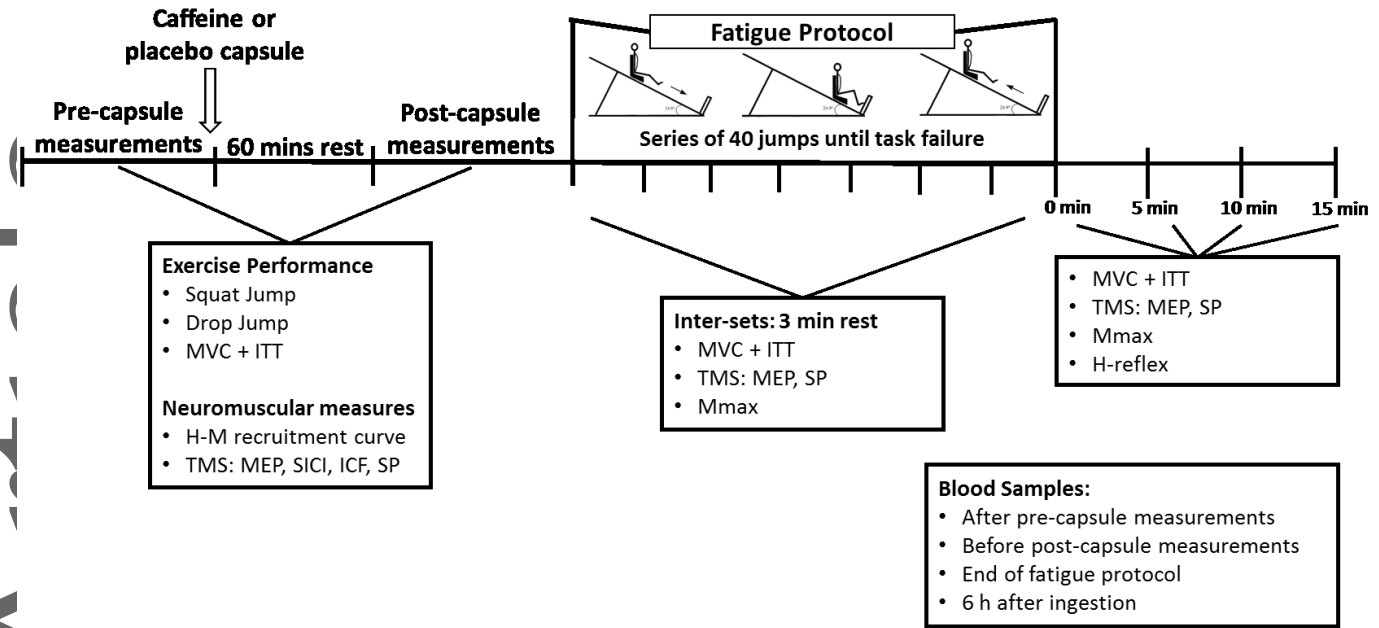 Caffeine or
placebo capsule
Pre-capsule
measurements
60 mins rest
Post-capsule
measurements
Fatigue Protocol
Series of 40 jumps until task failure
0 min
5 min
10 min
15 min
Exercise Performance
• Squat Jump
• Drop Jump
• MVC + ITT
Neuromuscular measures
• H-M recruitment curve
• TMS: MEP, SICI, ICF, SP
Inter-sets: 3 min rest
• MVC + ITT
• TMS: MEP, SP
• Mmax
• MVC + ITT
• TMS: MEP, SP
• Mmax
• H-reflex
Blood Samples:
• After pre-capsule measurements
• Before post-capsule measurements
• End of fatigue protocol
• 6 h after ingestion